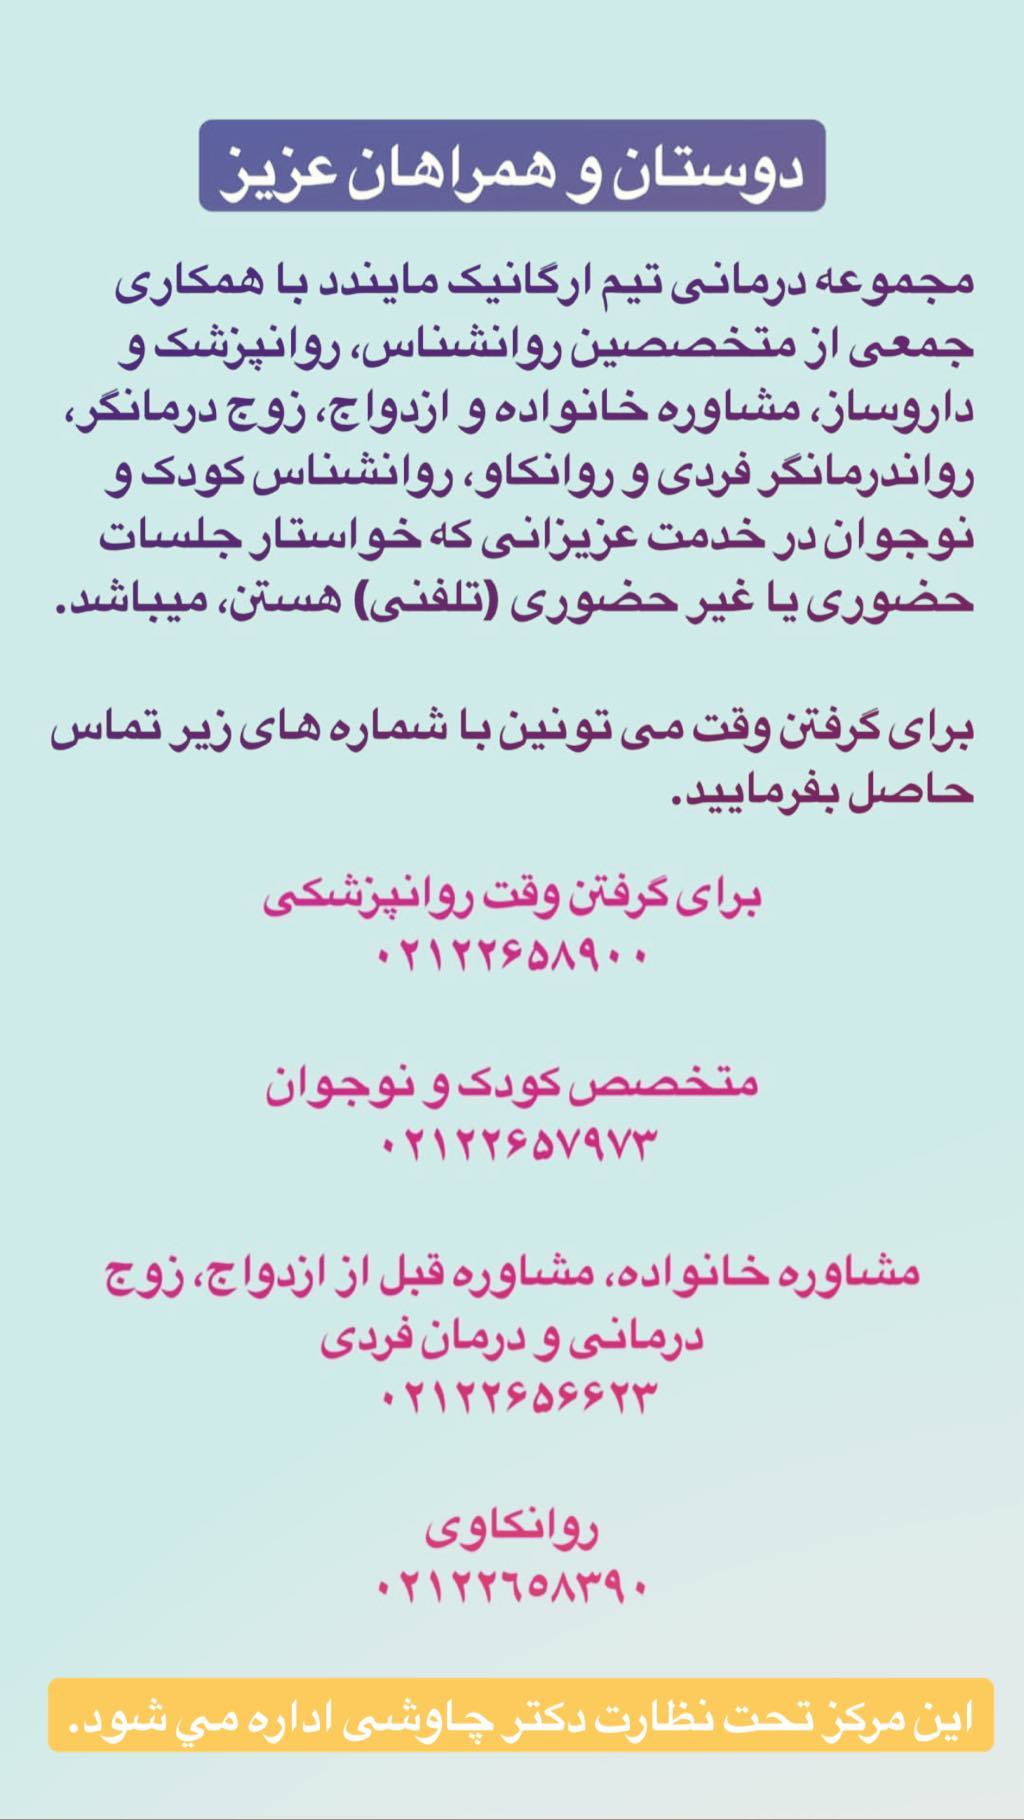 دوستان و همراهان عزیز
مجموعه درمانی تیم ارگانیک مایندد با همکاری
جمعی از متخصصین روانشناس، روانپزشک و
داروساز، مشاوره خانواده و ازدواج، زوج درمانگر،
رواندرمانگر فردی و روانکاو، روانشناس کودک و
نوجوان در خدمت عزیزانی که خواستار جلسات
حضوری یا غیر حضوری (تلفنی) هستن، میباشد.
برای گرفتن وقت می تونین با شماره های زیر تماس
حاصل بفرمایید.
برای گرفتن وقت روانپزشکی
۰۲۱۲۲۶۵۸۹۰۰
متخصص کودک و نوجوان
۰۲۱۲۲۶۵۷۹۷۳
مشاوره خانواده، مشاوره قبل از ازدواج، زوج
درمانی و درمان فردی
۰۲۱۲۲۶۵۶۶۲۳
روانکاوی
۰۲۱۲۲٦٥۸۳۹۰
این مرکز تحت نظارت دکتر چاوشی اداره مي شود.